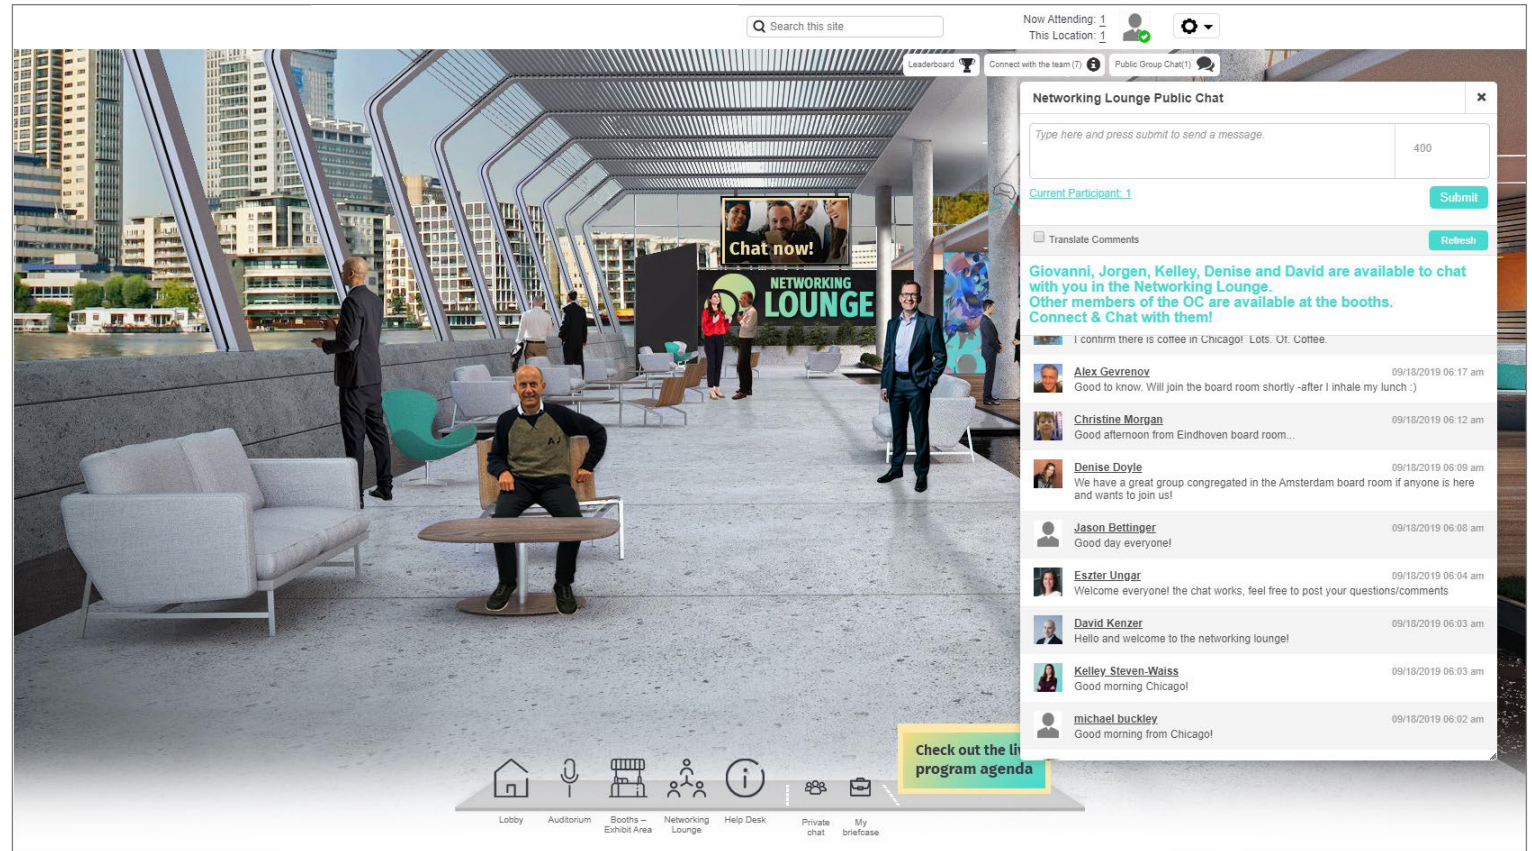 Search this site
Now Attending: 1
This Location: 1
Leaderboard
Connect with the team (7)
Public Group Chat(1)
Networking Lounge Public Chat
Type here and press submit to send a message.
400
Current Participant: 1
Submit
Translate Comments
Refresh
Giovanni, Jorgen, Kelley, Denise and David are available to chat
with you in the Networking Lounge.
Other members of the OC are available at the booths.
Connect & Chat with them!
I confirm there is coffee in Chicago! Lots. Of. Coffee.
Alex Gevrenov
09/18/2019 06:17 am
Good to know. Will join the board room shortly -after I inhale my lunch :)
Christine Morgan
09/18/2019 06:12 am
Good afternoon from Eindhoven board room...
Denise Doyle
09/18/2019 06:09 am
We have a great group congregated in the Amsterdam board room if anyone is here
and wants to join us!
Jason Bettinger
09/18/2019 06:08 am
Good day everyone!
Eszter Ungar
09/18/2019 06:04 am
Welcome everyone! the chat works, feel free to post your questions/comments
David Kenzer
09/18/2019 06:03 am
Hello and welcome to the networking lounge!
Kelley Steven-Waiss
09/18/2019 06:03 am
Good morning Chicago!
michael buckley
09/18/2019 06:02 am
Good morning from Chicago!
Chat now!
NETWORKING
LOUNGE
A J
Check out the li
program agenda
Lobby
Auditorium
Booths –
Exhibit Area
Networking
Lounge
Help Desk
Private
chat
My
briefcase